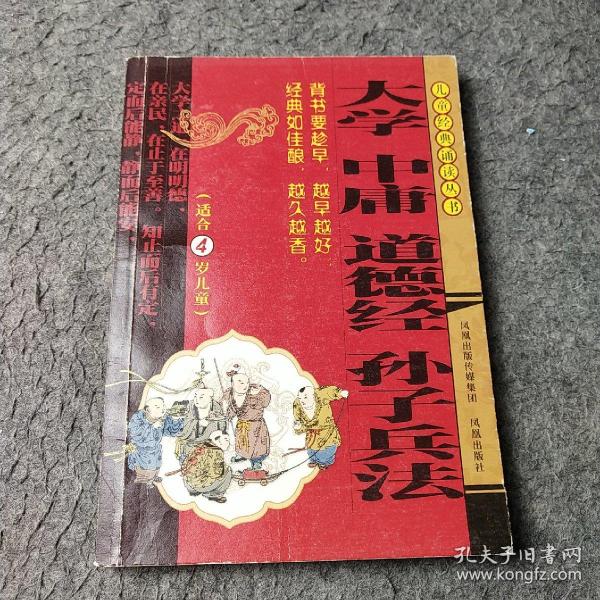 儿童经典诵读丛书
大学 中庸 道德经 孙子兵法
背书要趁早，越早越好，
经典如佳酿，越久越香。
（适合4岁儿童）
大学之道，在明明德，
在亲民，在止于至善。知止而后有定，
定而后能静，静而后能安，
凤凰出版传媒集团
凤凰出版社
孔夫子旧书网
www.kongfz.com